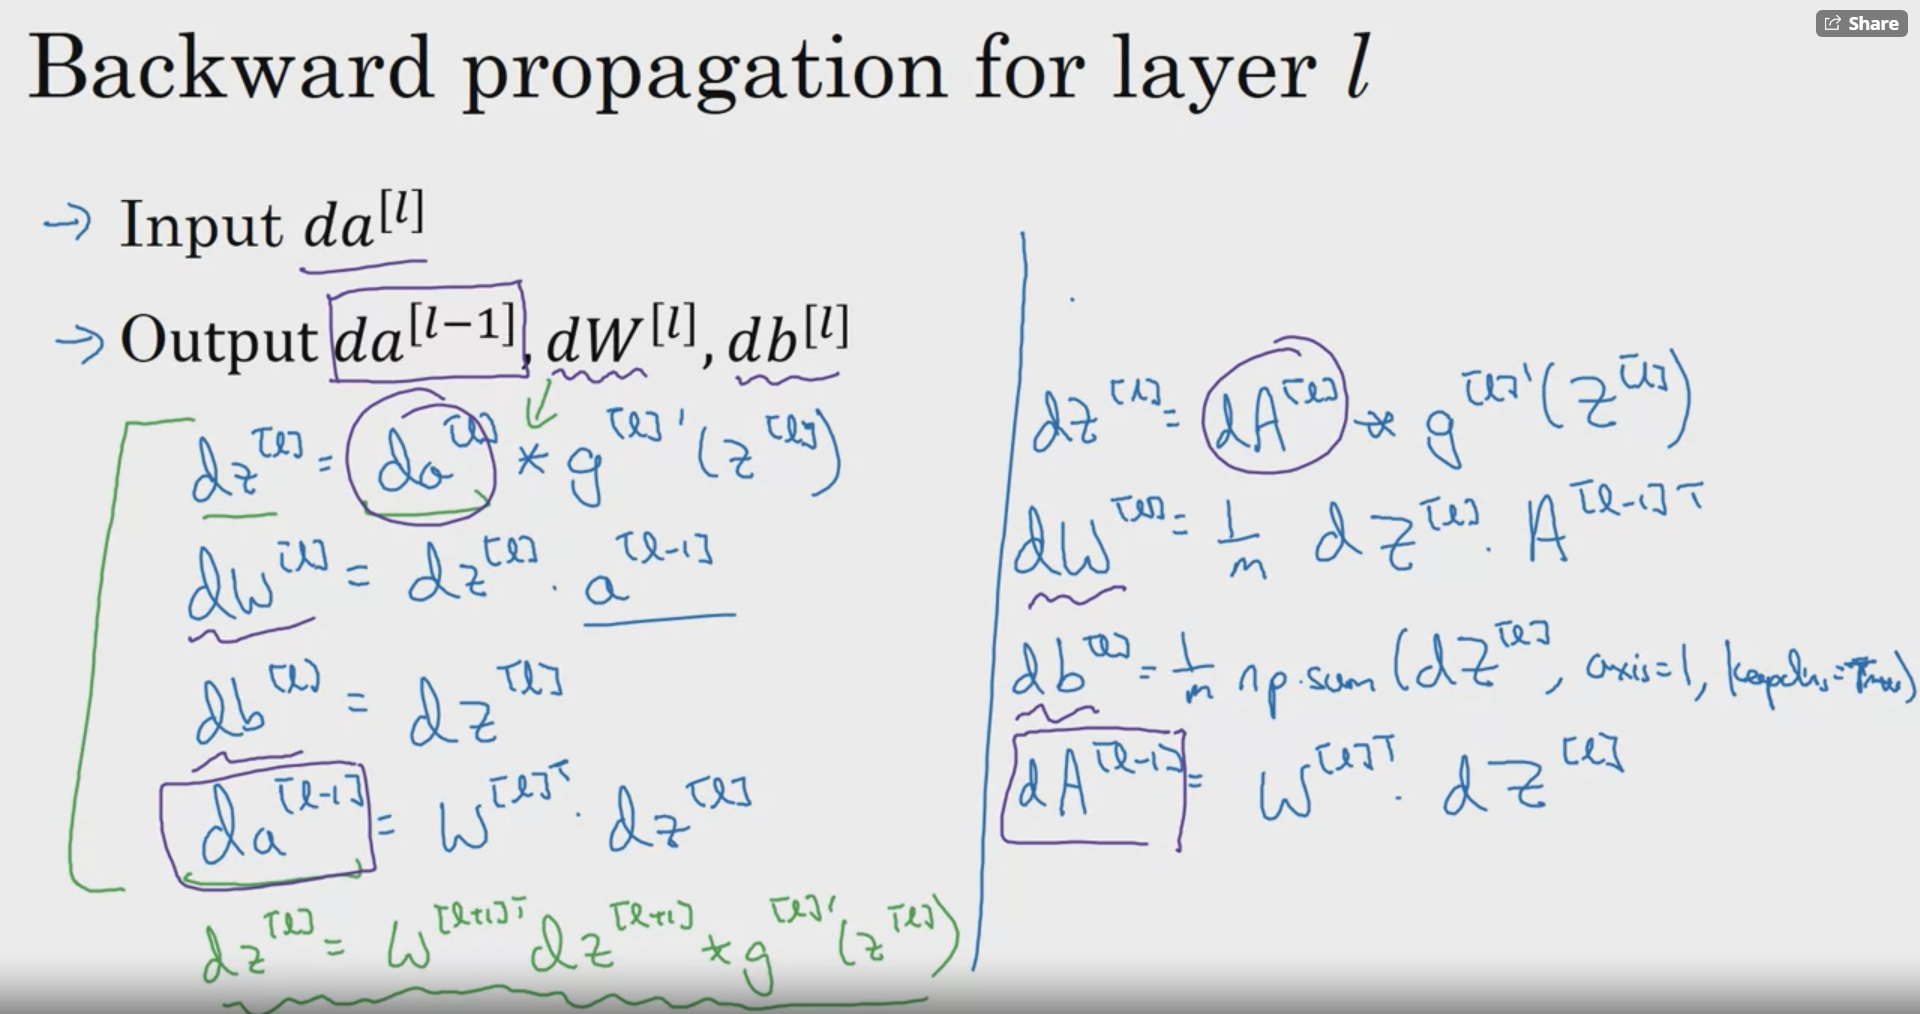 Share
Backward propagation for layer l
→ Input da^[l]
→ Output da^[l−1], dW^[l], db^[l]
dz^[l] = da^[l] * g^[l]'(z^[l])
dw^[l] = dz^[l] · a^[l-1]
db^[l] = dz^[l]
da^[l-1] = W^[l]T · dz^[l]
dz^[l] = W^[l+1]T dz^[l+1] * g^[l]'(z^[l])
dZ^[l] = dA^[l] * g^[l]'(Z^[l])
dW^[l] = 1/m dZ^[l] · A^[l-1]T
db^[l] = 1/m np.sum(dZ^[l], axis=1, keepdims=True)
dA^[l-1] = W^[l]T · dZ^[l]